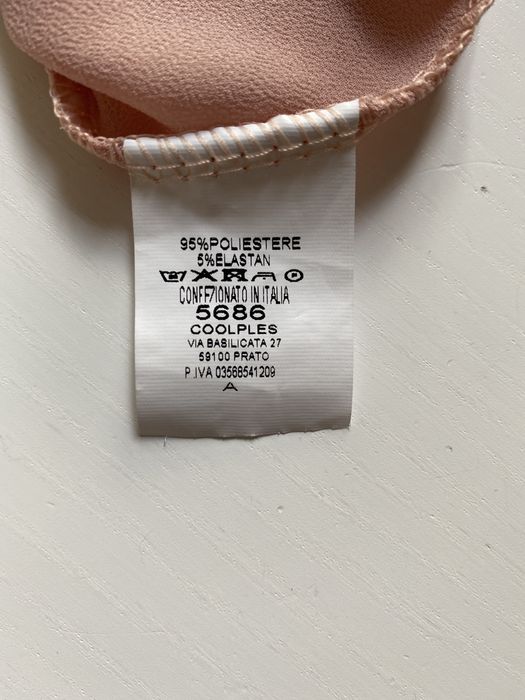 95%POLIESTERE
5%ELASTAN
CONFEZIONATO IN ITALIA
5686
COOLPLES
VIA BASILICATA 27
59100 PRATO
P.IVA 03568541209
A